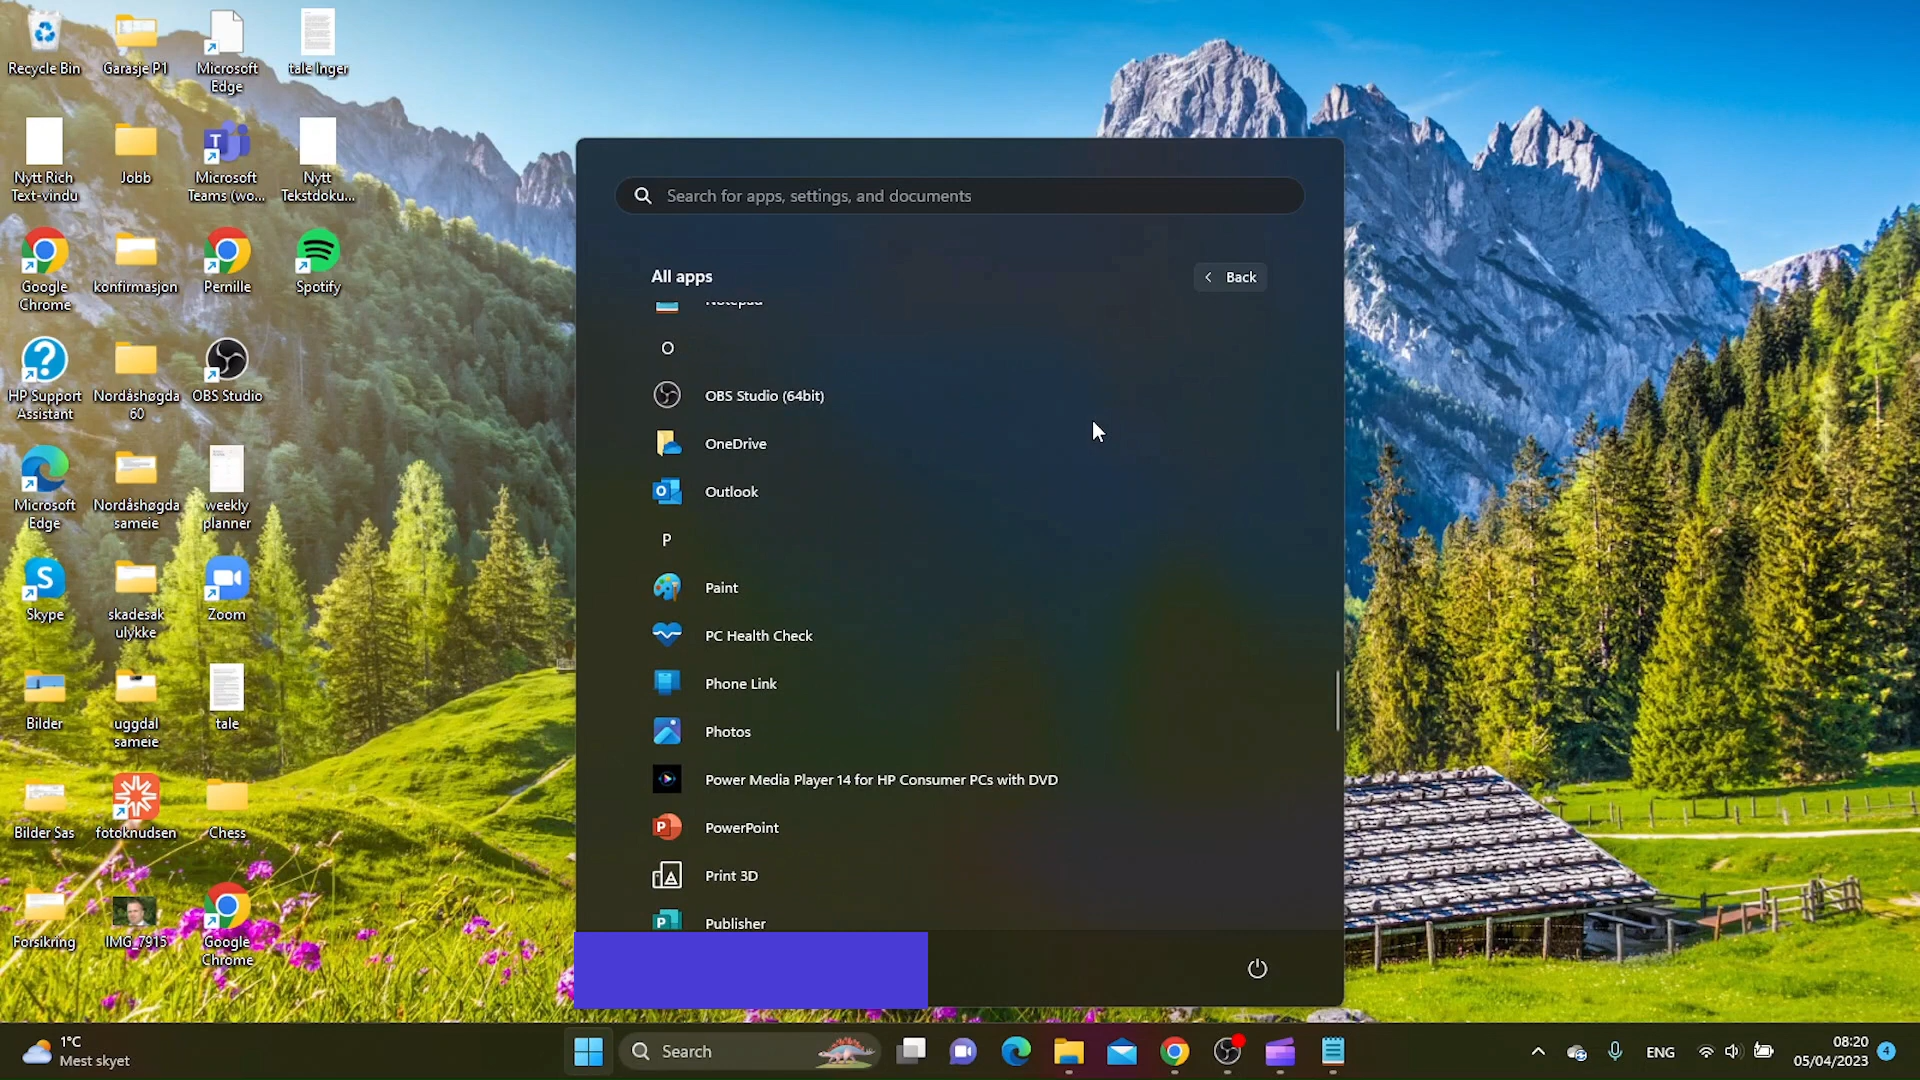 Recycle Bin
Garasje P1
Microsoft
Edge
tale Inger
Nytt Rich
Text-vindu
Jobb
Microsoft
Teams (wo...
Nytt
Tekstdoku...
Google
Chrome
konfirmasjon
Pernille
Spotify
HP Support
Assistant
Nordåshøgda
60
OBS Studio
Microsoft
Edge
Nordåshøgda
sameie
weekly
planner
Skype
skadesak
ulykke
Zoom
Bilder
uggdal
sameie
tale
Bilder Sas
fotoknudsen
Chess
Forsikring
IMG_7915
Google
Chrome
Search for apps, settings, and documents
All apps
Back
Notepad
O
OBS Studio (64bit)
OneDrive
Outlook
P
Paint
PC Health Check
Phone Link
Photos
Power Media Player 14 for HP Consumer PCs with DVD
PowerPoint
Print 3D
Publisher
1°C
Mest skyet
Search
ENG
08:20
05/04/2023
4